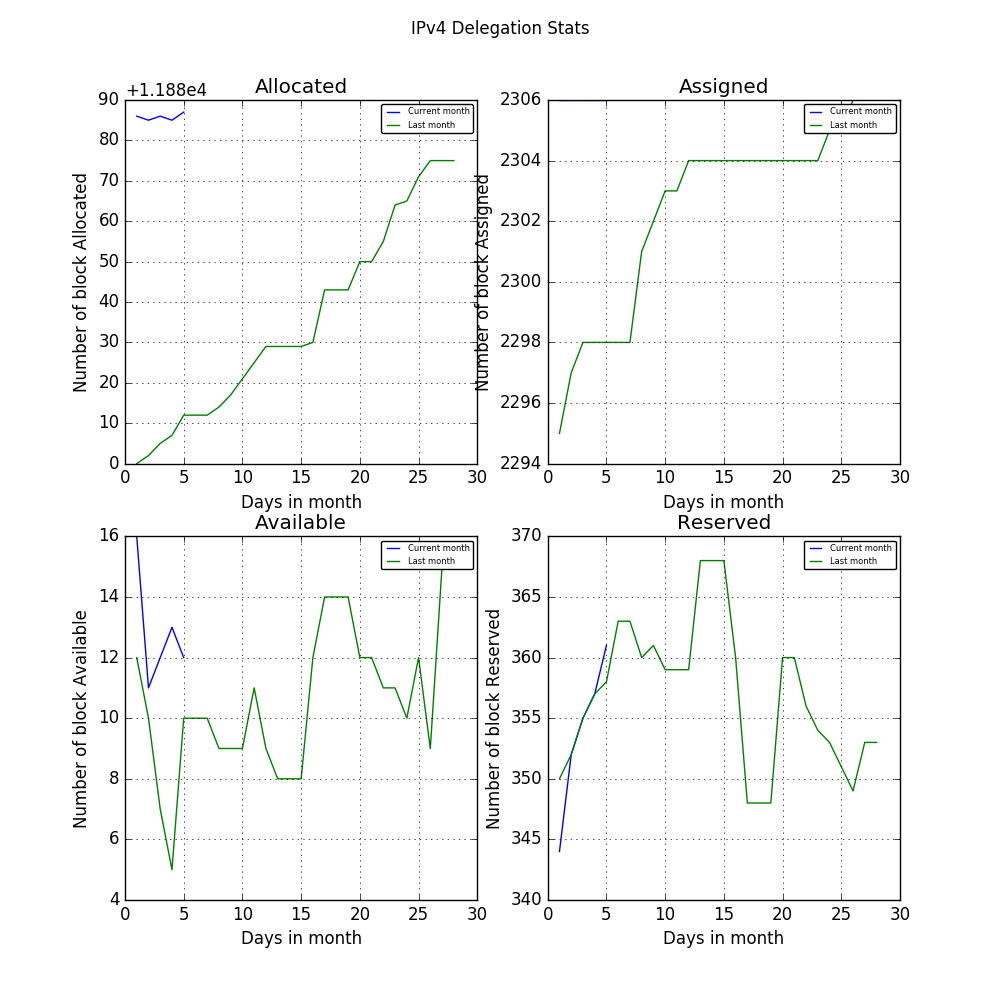 IPv4 Delegation Stats
+1.188e4
Allocated
Number of block Allocated
90
80
70
60
50
40
30
20
10
0
Current month
Last month
0 5 10 15 20 25 30
Days in month
Assigned
Number of block Assigned
2306
2304
2302
2300
2298
2296
2294
Current month
Last month
0 5 10 15 20 25 30
Days in month
Available
Number of block Available
16
14
12
10
8
6
4
Current month
Last month
0 5 10 15 20 25 30
Days in month
Reserved
Number of block Reserved
370
365
360
355
350
345
340
Current month
Last month
0 5 10 15 20 25 30
Days in month